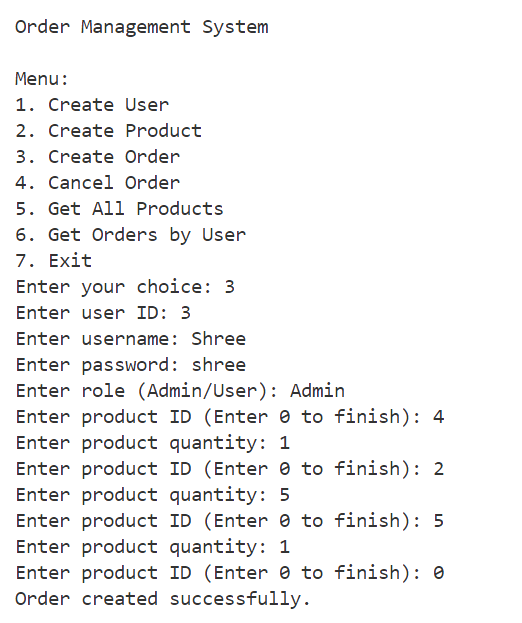 Order Management System
Menu:
1. Create User
2. Create Product
3. Create Order
4. Cancel Order
5. Get All Products
6. Get Orders by User
7. Exit
Enter your choice: 3
Enter user ID: 3
Enter username: Shree
Enter password: shree
Enter role (Admin/User): Admin
Enter product ID (Enter 0 to finish): 4
Enter product quantity: 1
Enter product ID (Enter 0 to finish): 2
Enter product quantity: 5
Enter product ID (Enter 0 to finish): 5
Enter product quantity: 1
Enter product ID (Enter 0 to finish): 0
Order created successfully.